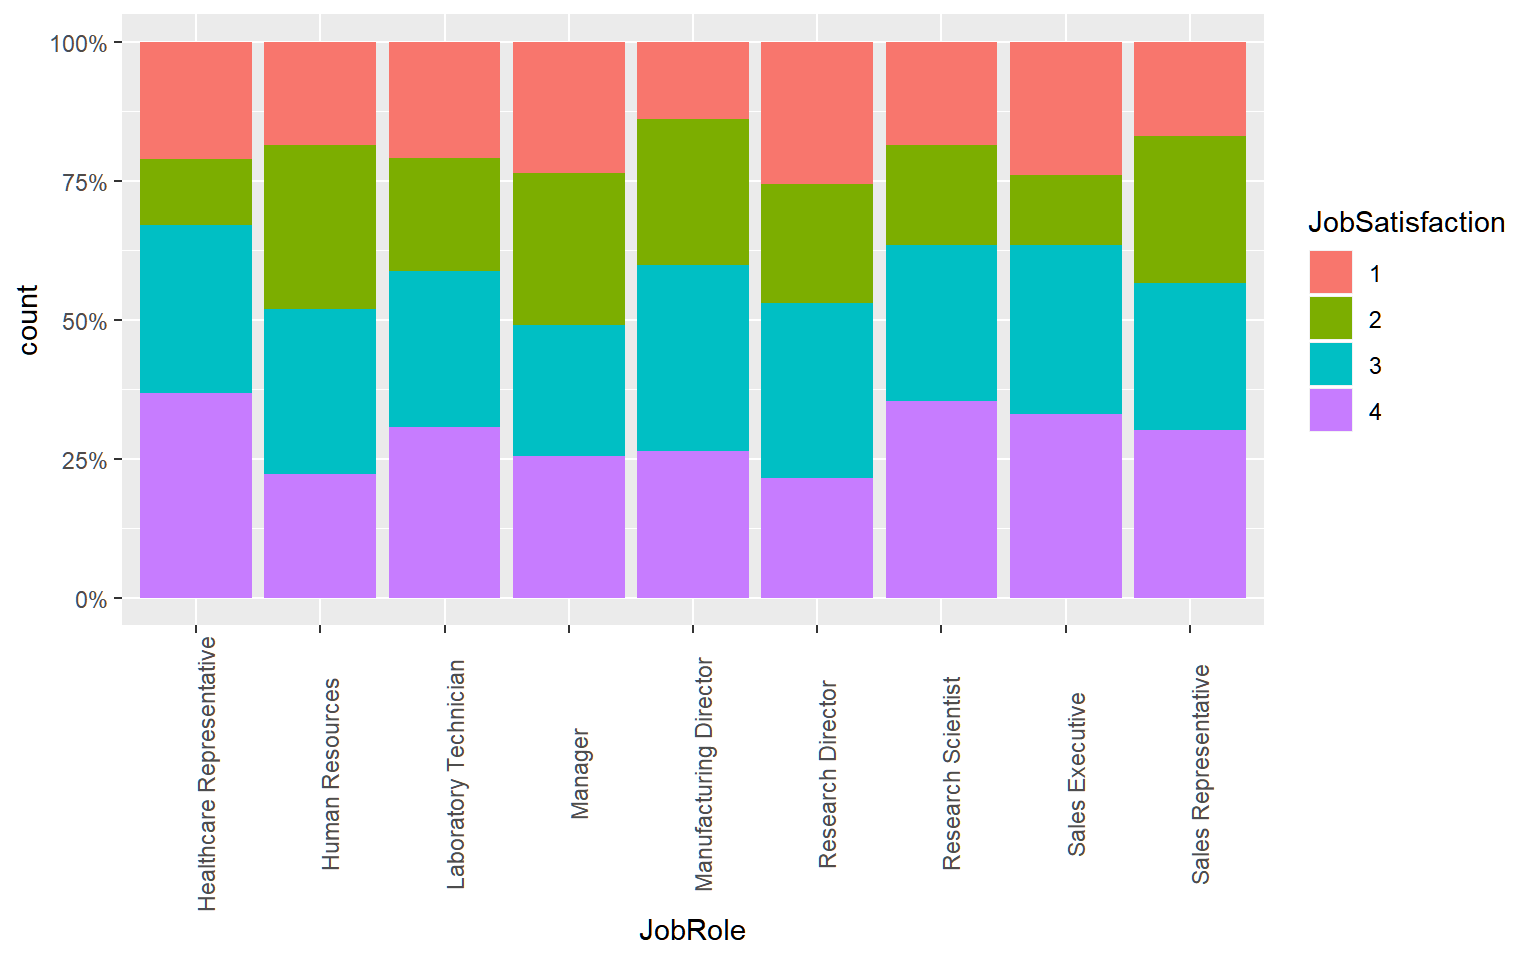 100%
75%
50%
25%
0%
count
Healthcare Representative
Human Resources
Laboratory Technician
Manager
Manufacturing Director
Research Director
Research Scientist
Sales Executive
Sales Representative
JobRole
JobSatisfaction
1
2
3
4